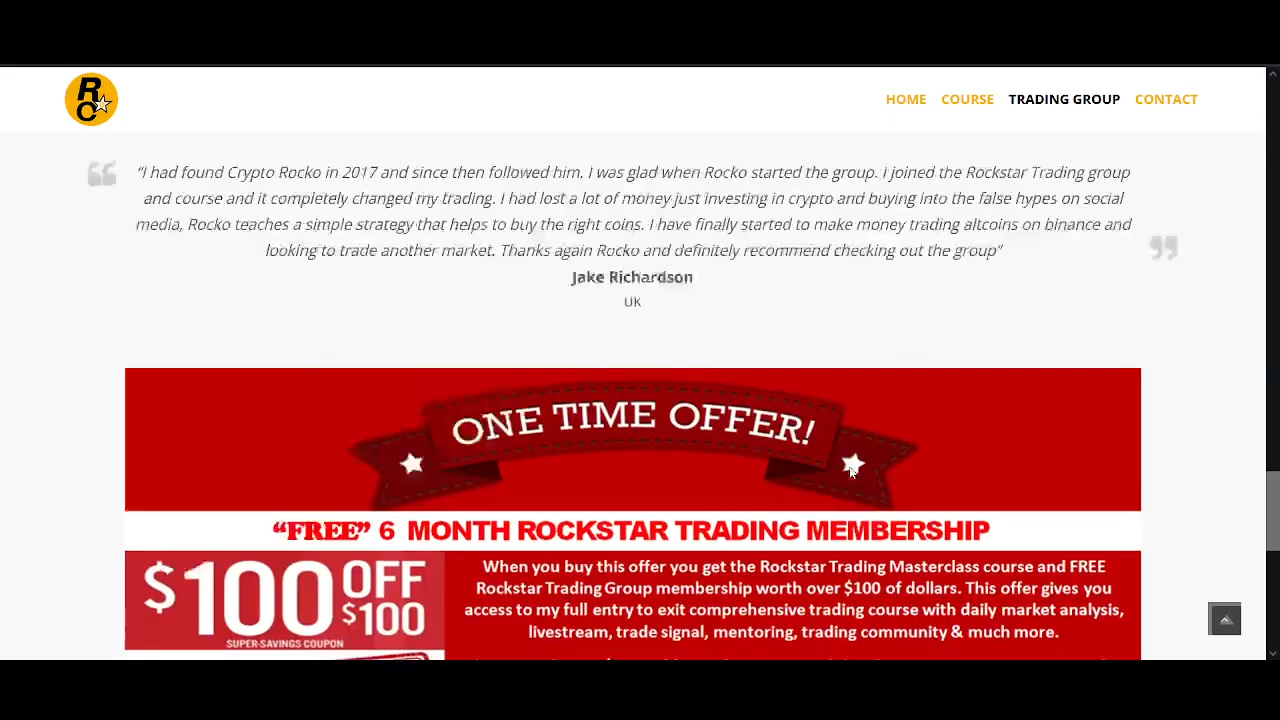 R
C
HOME COURSE TRADING GROUP CONTACT
“I had found Crypto Rocko in 2017 and since then followed him. I was glad when Rocko started the group. I joined the Rockstar Trading group
and course and it completely changed my trading. I had lost a lot of money just investing in crypto and buying into the false hypes on social
media, Rocko teaches a simple strategy that helps to buy the right coins. I have finally started to make money trading altcoins on binance and
looking to trade another market. Thanks again Rocko and definitely recommend checking out the group”
Jake Richardson
UK
ONE TIME OFFER!
“FREE” 6 MONTH ROCKSTAR TRADING MEMBERSHIP
$100 OFF
$100
SUPER-SAVINGS COUPON
When you buy this offer you get the Rockstar Trading Masterclass course and FREE
Rockstar Trading Group membership worth over $100 of dollars. This offer gives you
access to my full entry to exit comprehensive trading course with daily market analysis,
livestream, trade signal, mentoring, trading community & much more.